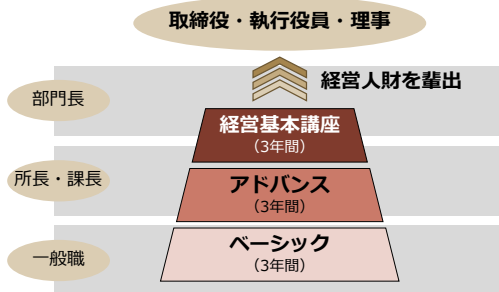 取締役・執行役員・理事
経営人財を輩出
部門長
経営基本講座
（3年間）
所長・課長
アドバンス
（3年間）
一般職
ベーシック
（3年間）